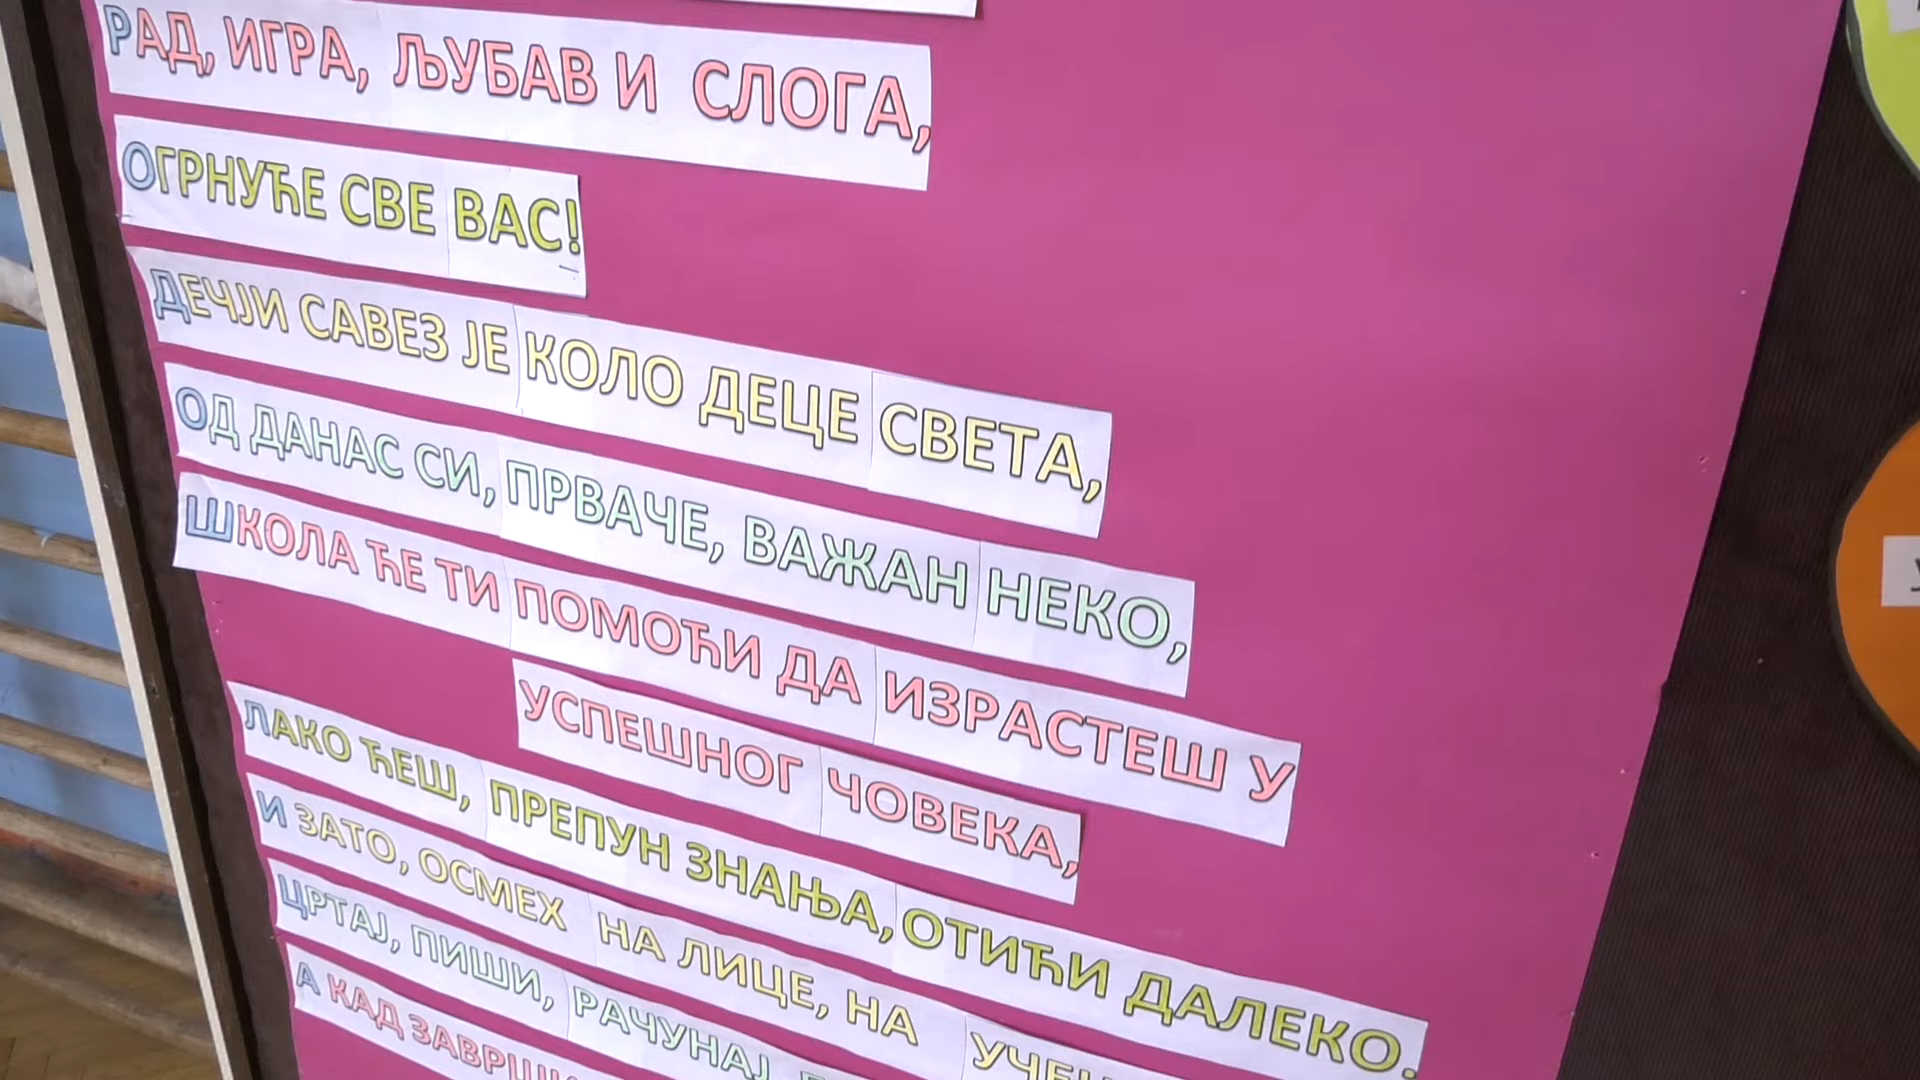 РАД, ИГРА, ЉУБАВ И СЛОГА,
ОГРНУЋЕ СВЕ ВАС!
ДЕЧЈИ САВЕЗ ЈЕ КОЛО ДЕЦЕ СВЕТА,
ОД ДАНАС СИ, ПРВАЧЕ, ВАЖАН НЕКО,
ШКОЛА ЋЕ ТИ ПОМОЋИ ДА ИЗРАСТЕШ У
УСПЕШНОГ ЧОВЕКА,
ЛАКО ЋЕШ, ПРЕПУН ЗНАЊА, ОТИЋИ ДАЛЕКО.
И ЗАТО, ОСМЕХ НА ЛИЦЕ, НА
ЦРТАЈ, ПИШИ, РАЧУНАЈ
А КАД